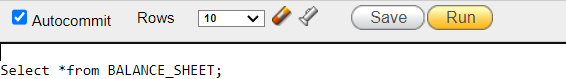 Autocommit Rows 10 Save Run
Select *from BALANCE_SHEET;